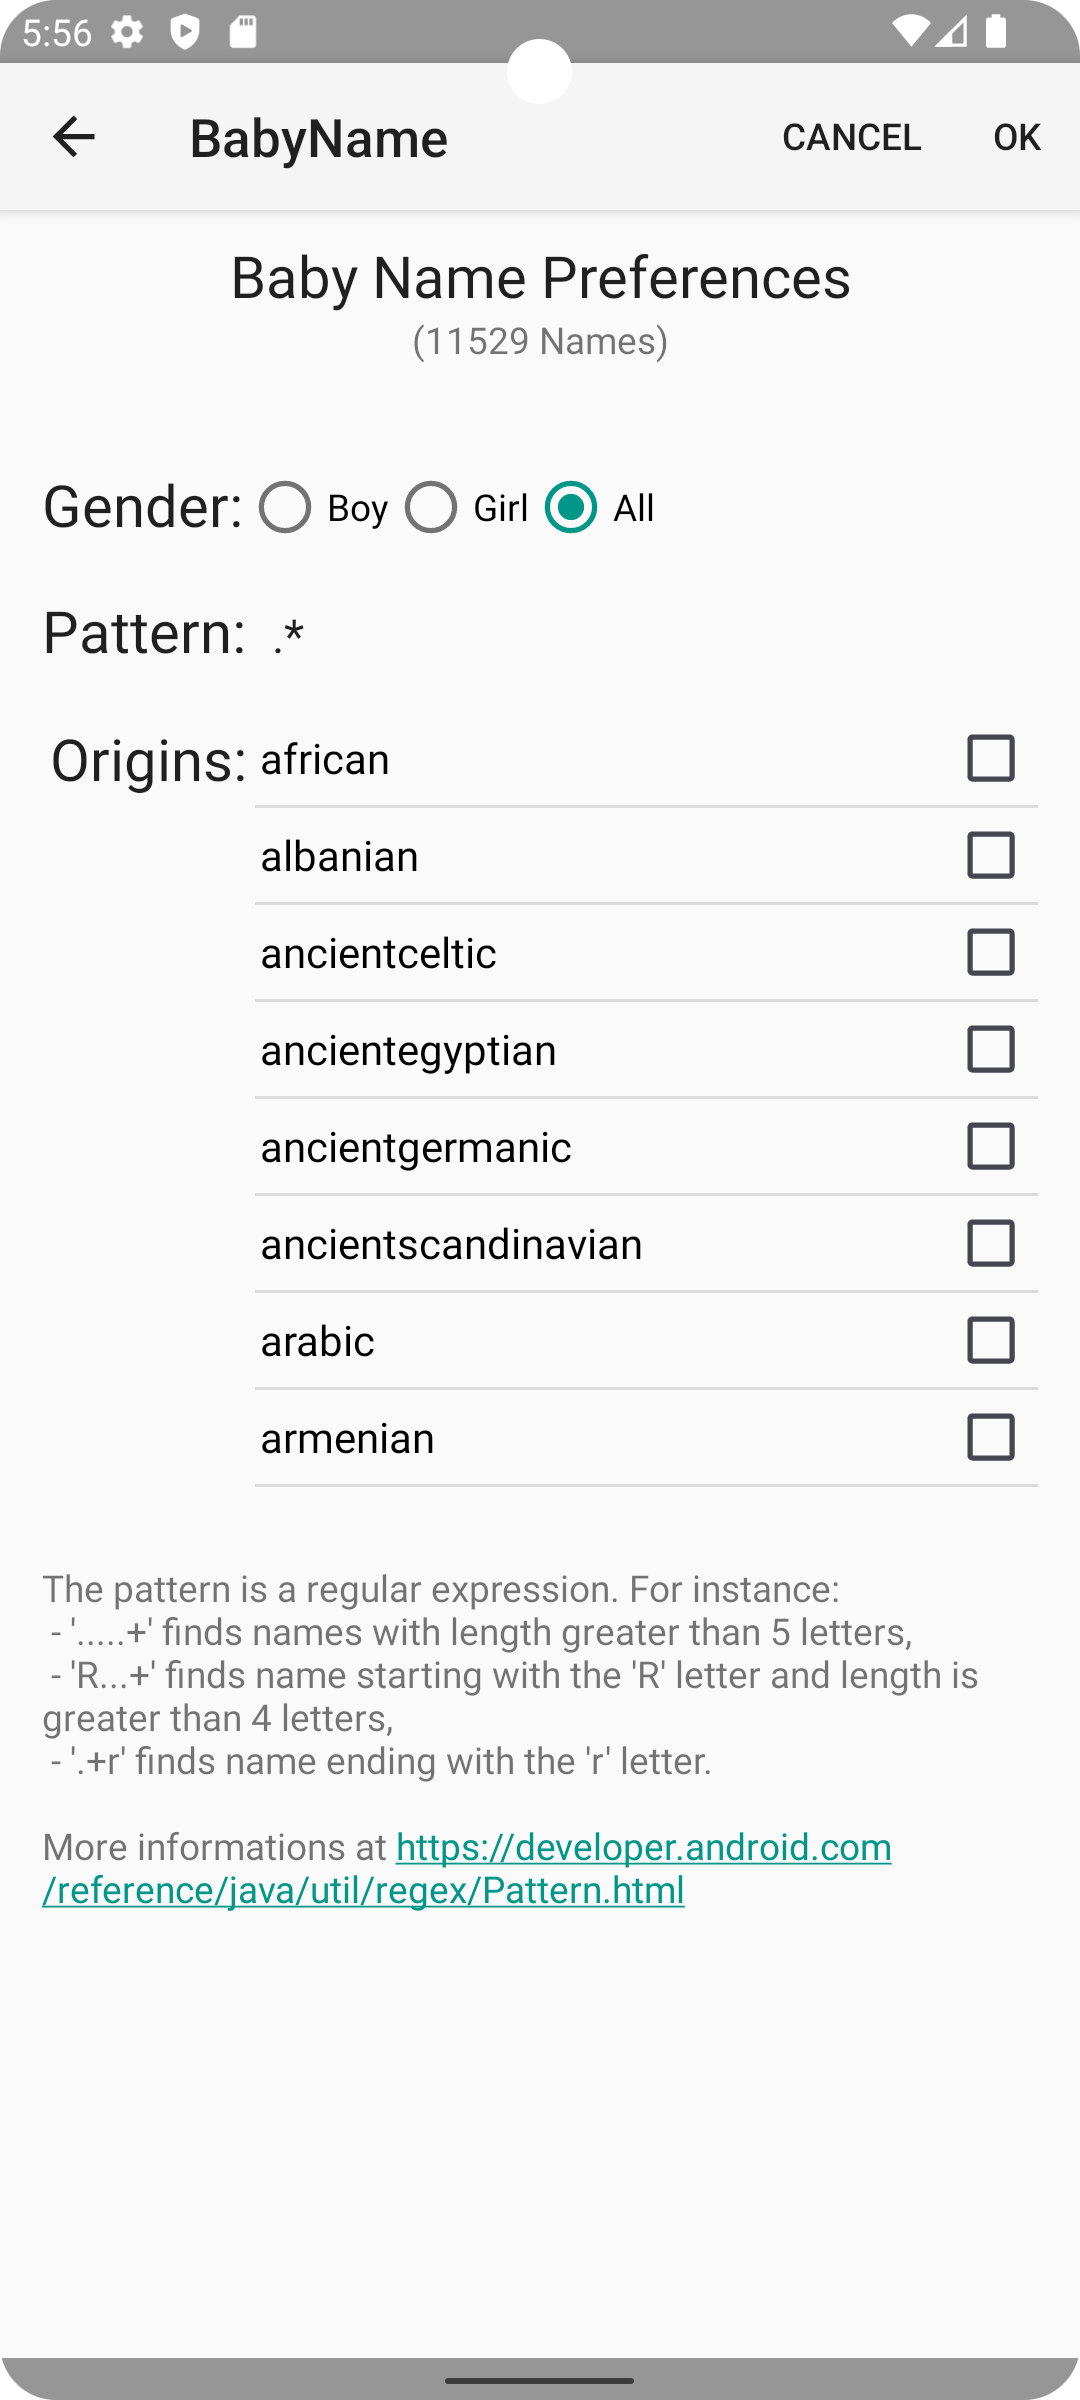 5:56
BabyName
CANCEL
OK
Baby Name Preferences
(11529 Names)
Gender:
Boy
Girl
All
Pattern:
.*
Origins:
african
albanian
ancientceltic
ancientegyptian
ancientgermanic
ancientscandinavian
arabic
armenian
The pattern is a regular expression. For instance:
- '.....+' finds names with length greater than 5 letters,
- 'R...+' finds name starting with the 'R' letter and length is
greater than 4 letters,
- '.+r' finds name ending with the 'r' letter.
More informations at https://developer.android.com
/reference/java/util/regex/Pattern.html